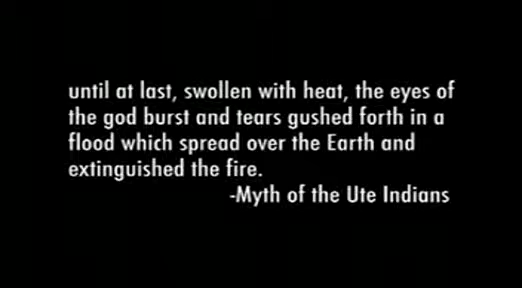 until at last, swollen with heat, the eyes of
the god burst and tears gushed forth in a
flood which spread over the Earth and
extinguished the fire.
-Myth of the Ute Indians